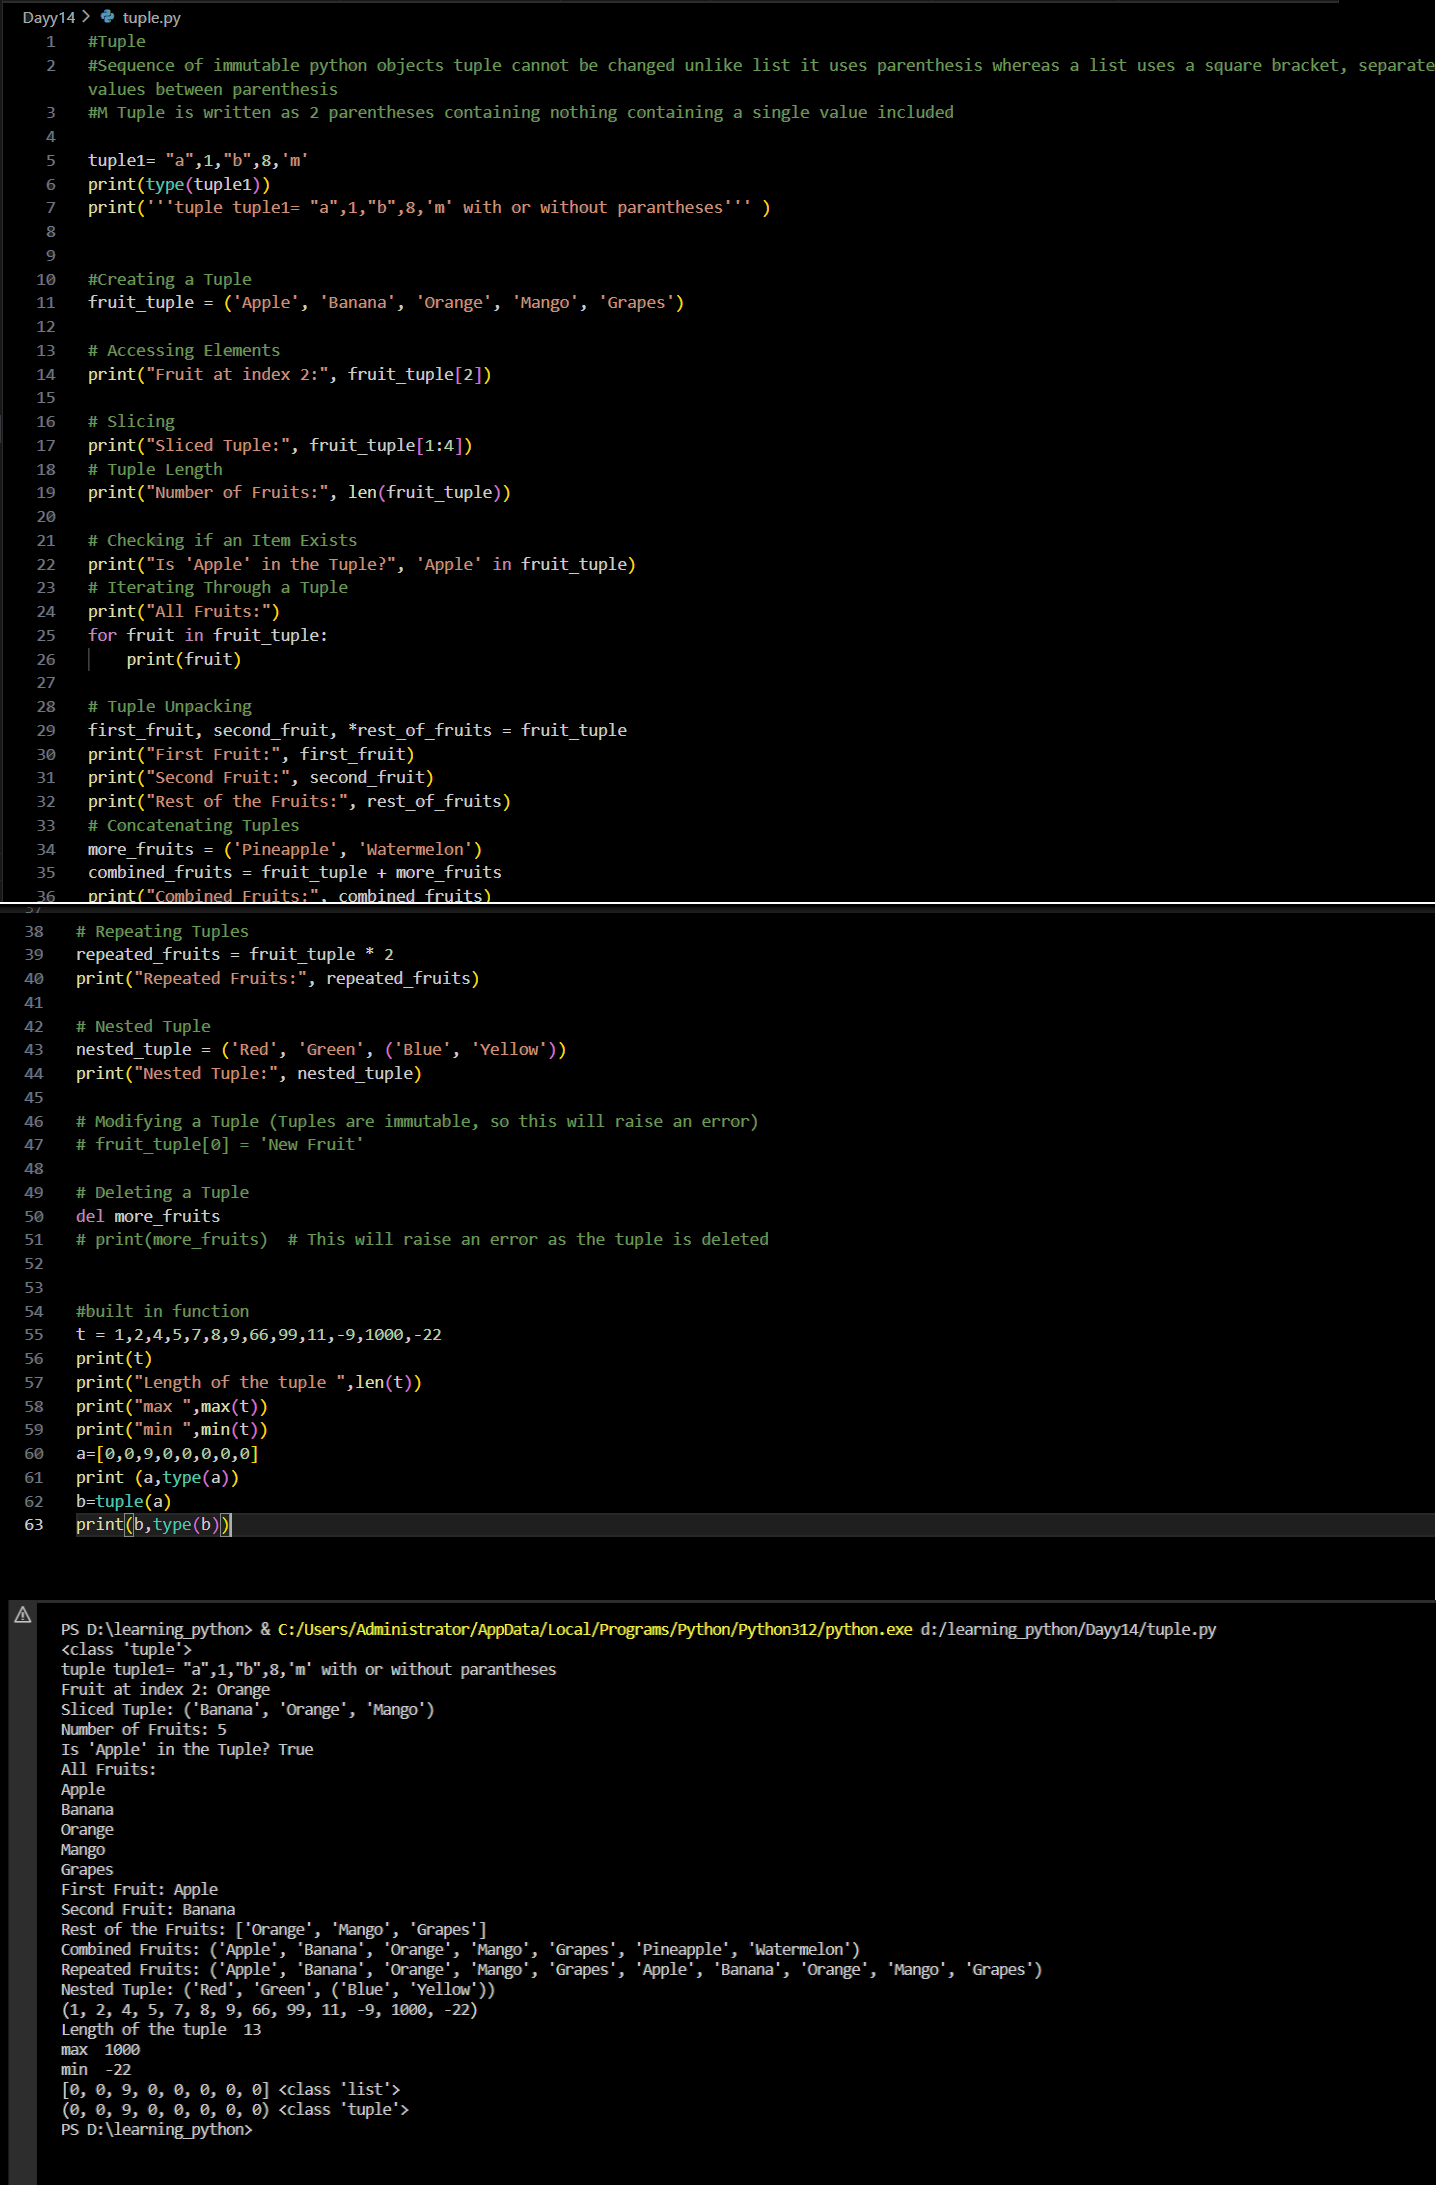 Dayy14 > tuple.py
1 #Tuple
2 #Sequence of immutable python objects tuple cannot be changed unlike list it uses parenthesis whereas a list uses a square bracket, separate
values between parenthesis
3 #M Tuple is written as 2 parentheses containing nothing containing a single value included
4
5 tuple1= "a",1,"b",8,'m'
6 print(type(tuple1))
7 print('''tuple tuple1= "a",1,"b",8,'m' with or without parantheses''' )
8
9
10 #Creating a Tuple
11 fruit_tuple = ('Apple', 'Banana', 'Orange', 'Mango', 'Grapes')
12
13 # Accessing Elements
14 print("Fruit at index 2:", fruit_tuple[2])
15
16 # Slicing
17 print("Sliced Tuple:", fruit_tuple[1:4])
18 # Tuple Length
19 print("Number of Fruits:", len(fruit_tuple))
20
21 # Checking if an Item Exists
22 print("Is 'Apple' in the Tuple?", 'Apple' in fruit_tuple)
23 # Iterating Through a Tuple
24 print("All Fruits:")
25 for fruit in fruit_tuple:
26     print(fruit)
27
28 # Tuple Unpacking
29 first_fruit, second_fruit, *rest_of_fruits = fruit_tuple
30 print("First Fruit:", first_fruit)
31 print("Second Fruit:", second_fruit)
32 print("Rest of the Fruits:", rest_of_fruits)
33 # Concatenating Tuples
34 more_fruits = ('Pineapple', 'Watermelon')
35 combined_fruits = fruit_tuple + more_fruits
36 print("Combined Fruits:", combined_fruits)
37
38 # Repeating Tuples
39 repeated_fruits = fruit_tuple * 2
40 print("Repeated Fruits:", repeated_fruits)
41
42 # Nested Tuple
43 nested_tuple = ('Red', 'Green', ('Blue', 'Yellow'))
44 print("Nested Tuple:", nested_tuple)
45
46 # Modifying a Tuple (Tuples are immutable, so this will raise an error)
47 # fruit_tuple[0] = 'New Fruit'
48
49 # Deleting a Tuple
50 del more_fruits
51 # print(more_fruits)  # This will raise an error as the tuple is deleted
52
53
54 #built in function
55 t = 1,2,4,5,7,8,9,66,99,11,-9,1000,-22
56 print(t)
57 print("Length of the tuple ",len(t))
58 print("max ",max(t))
59 print("min ",min(t))
60 a=[0,0,9,0,0,0,0,0]
61 print (a,type(a))
62 b=tuple(a)
63 print(b,type(b))
PS D:\learning_python> & C:/Users/Administrator/AppData/Local/Programs/Python/Python312/python.exe d:/learning_python/Dayy14/tuple.py
<class 'tuple'>
tuple tuple1= "a",1,"b",8,'m' with or without parantheses
Fruit at index 2: Orange
Sliced Tuple: ('Banana', 'Orange', 'Mango')
Number of Fruits: 5
Is 'Apple' in the Tuple? True
All Fruits:
Apple
Banana
Orange
Mango
Grapes
First Fruit: Apple
Second Fruit: Banana
Rest of the Fruits: ['Orange', 'Mango', 'Grapes']
Combined Fruits: ('Apple', 'Banana', 'Orange', 'Mango', 'Grapes', 'Pineapple', 'Watermelon')
Repeated Fruits: ('Apple', 'Banana', 'Orange', 'Mango', 'Grapes', 'Apple', 'Banana', 'Orange', 'Mango', 'Grapes')
Nested Tuple: ('Red', 'Green', ('Blue', 'Yellow'))
(1, 2, 4, 5, 7, 8, 9, 66, 99, 11, -9, 1000, -22)
Length of the tuple  13
max  1000
min  -22
[0, 0, 9, 0, 0, 0, 0, 0] <class 'list'>
(0, 0, 9, 0, 0, 0, 0, 0) <class 'tuple'>
PS D:\learning_python>